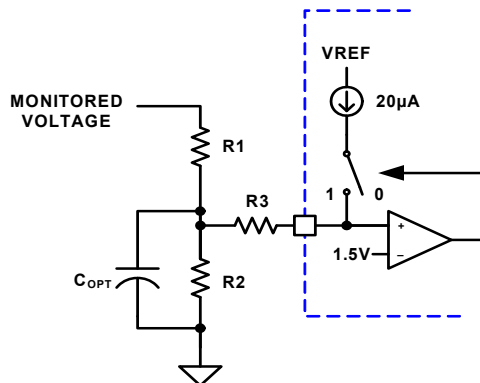 VREF
20µA
MONITORED
VOLTAGE
R1
1 0
R3
+
1.5V
–
R2
COPT